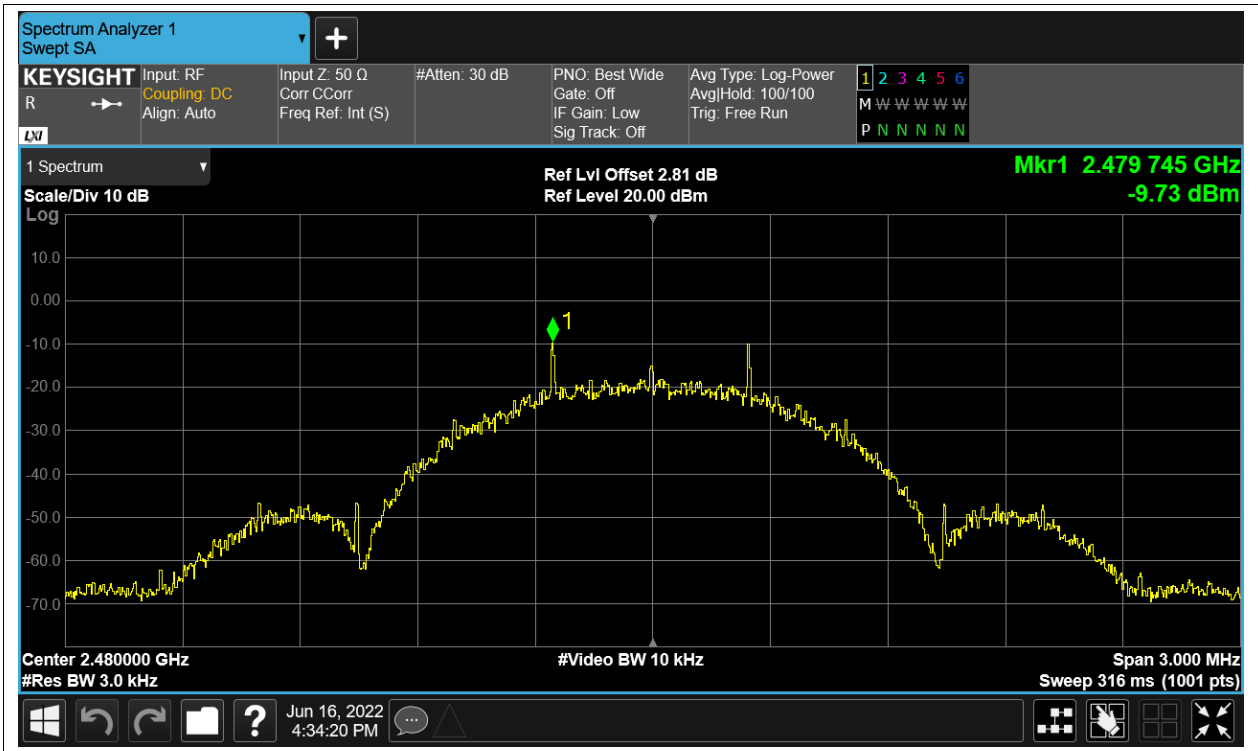 Spectrum Analyzer 1
Swept SA
KEYSIGHT
R
LXI
Input: RF
Coupling: DC
Align: Auto
Input Z: 50 Ω
Corr CCorr
Freq Ref: Int (S)
#Atten: 30 dB
PNO: Best Wide
Gate: Off
IF Gain: Low
Sig Track: Off
Avg Type: Log-Power
Avg|Hold: 100/100
Trig: Free Run
1 2 3 4 5 6
M W W W W W
P N N N N N
1 Spectrum
Scale/Div 10 dB
Log
Ref Lvl Offset 2.81 dB
Ref Level 20.00 dBm
Mkr1 2.479 745 GHz
-9.73 dBm
10.0
0.00
1
-10.0
-20.0
-30.0
-40.0
-50.0
-60.0
-70.0
Center 2.480000 GHz
#Res BW 3.0 kHz
#Video BW 10 kHz
Span 3.000 MHz
Sweep 316 ms (1001 pts)
?
Jun 16, 2022
4:34:20 PM